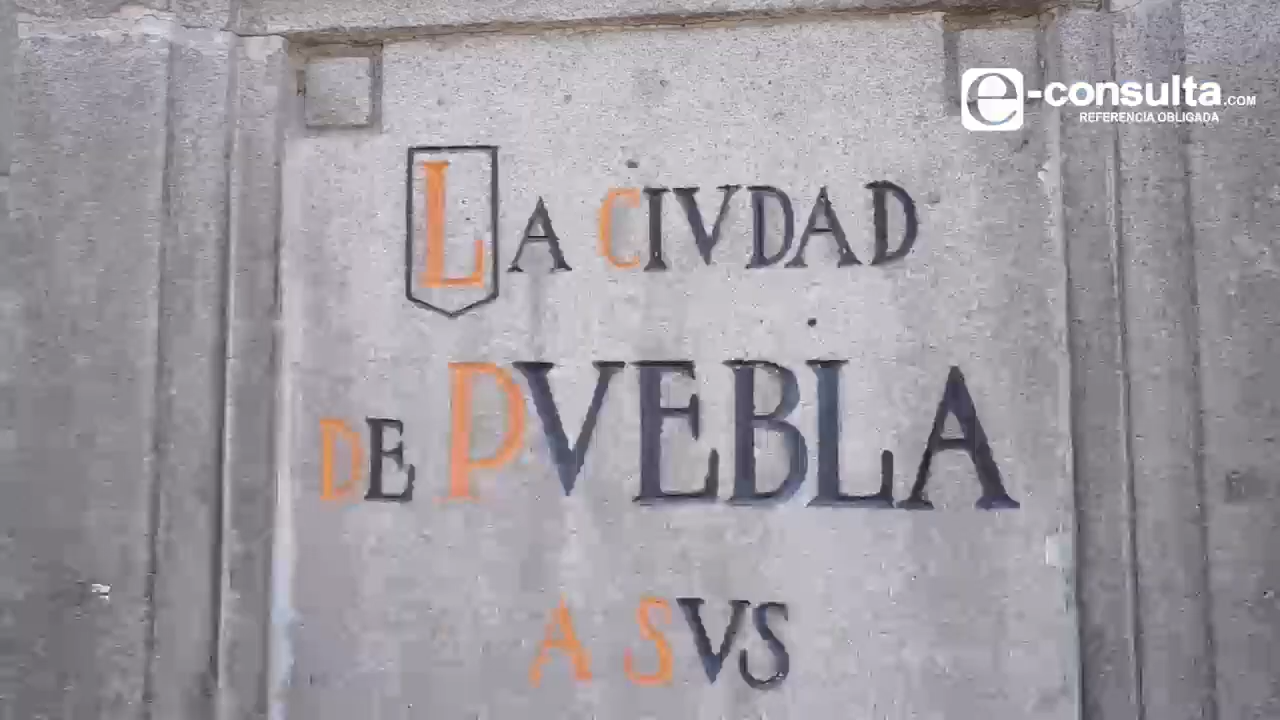 e-consulta.COM
REFERENCIA OBLIGADA
LA CIVDAD
DE PVEBLA
A SVS